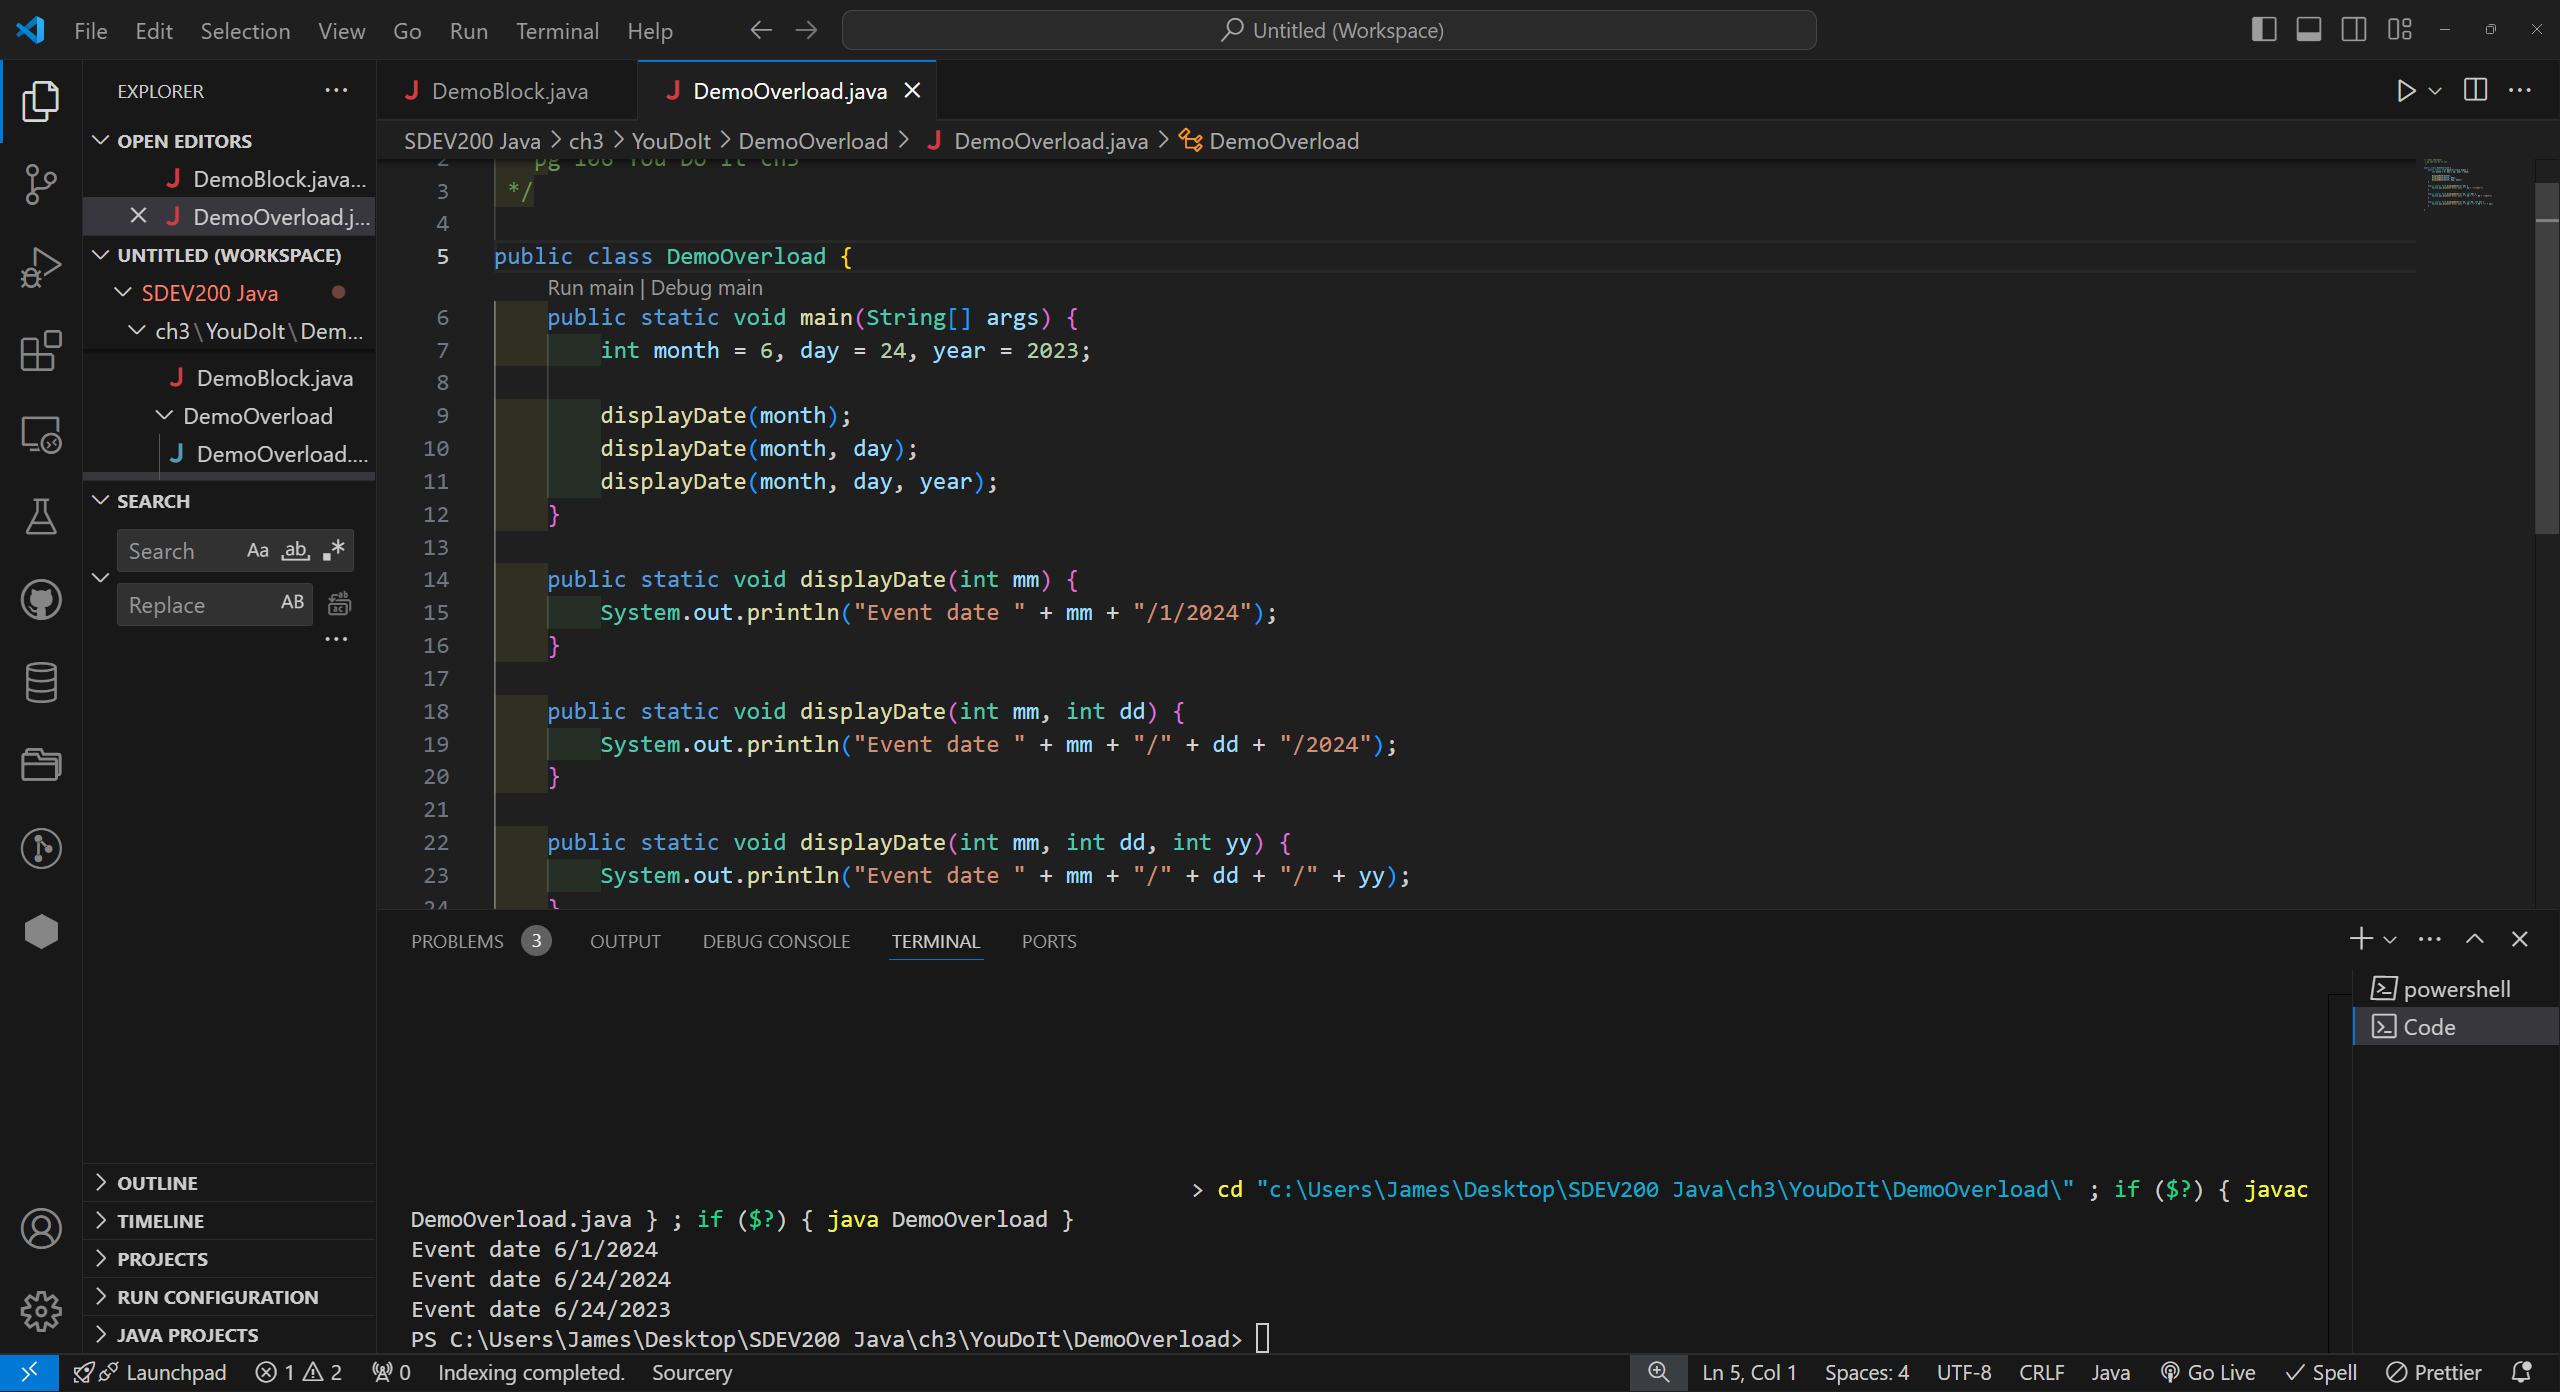 File Edit Selection View Go Run Terminal Help
Untitled (Workspace)
EXPLORER
OPEN EDITORS
DemoBlock.java...
DemoOverload.j...
UNTITLED (WORKSPACE)
SDEV200 Java
ch3\YouDoIt\Dem...
DemoBlock.java
DemoOverload
DemoOverload....
SEARCH
Search Aa ab .*
Replace AB
OUTLINE
TIMELINE
PROJECTS
RUN CONFIGURATION
JAVA PROJECTS
DemoBlock.java
DemoOverload.java
SDEV200 Java > ch3 > YouDoIt > DemoOverload > DemoOverload.java > DemoOverload
2 pg 106 You Do It ch3
3 */
4
5 public class DemoOverload {
Run main | Debug main
6 public static void main(String[] args) {
7 int month = 6, day = 24, year = 2023;
8
9 displayDate(month);
10 displayDate(month, day);
11 displayDate(month, day, year);
12 }
13
14 public static void displayDate(int mm) {
15 System.out.println("Event date " + mm + "/1/2024");
16 }
17
18 public static void displayDate(int mm, int dd) {
19 System.out.println("Event date " + mm + "/" + dd + "/2024");
20 }
21
22 public static void displayDate(int mm, int dd, int yy) {
23 System.out.println("Event date " + mm + "/" + dd + "/" + yy);
24 }
PROBLEMS 3 OUTPUT DEBUG CONSOLE TERMINAL PORTS
powershell
Code
> cd "c:\Users\James\Desktop\SDEV200 Java\ch3\YouDoIt\DemoOverload\" ; if ($?) { javac
DemoOverload.java } ; if ($?) { java DemoOverload }
Event date 6/1/2024
Event date 6/24/2024
Event date 6/24/2023
PS C:\Users\James\Desktop\SDEV200 Java\ch3\YouDoIt\DemoOverload>
Launchpad 1 2 0 Indexing completed. Sourcery Ln 5, Col 1 Spaces: 4 UTF-8 CRLF Java Go Live Spell Prettier